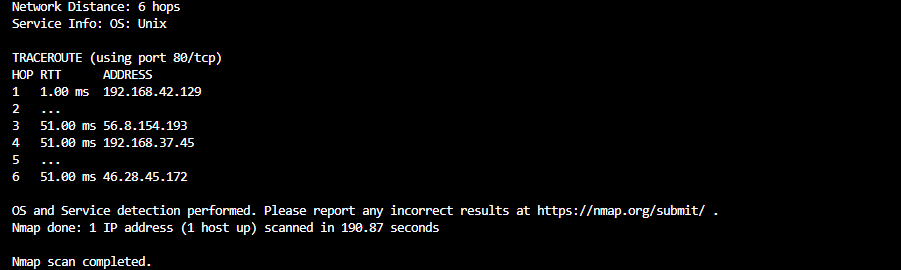 Network Distance: 6 hops
Service Info: OS: Unix
TRACEROUTE (using port 80/tcp)
HOP RTT      ADDRESS
1   1.00 ms  192.168.42.129
2   ...
3   51.00 ms 56.8.154.193
4   51.00 ms 192.168.37.45
5   ...
6   51.00 ms 46.28.45.172
OS and Service detection performed. Please report any incorrect results at https://nmap.org/submit/ .
Nmap done: 1 IP address (1 host up) scanned in 190.87 seconds
Nmap scan completed.